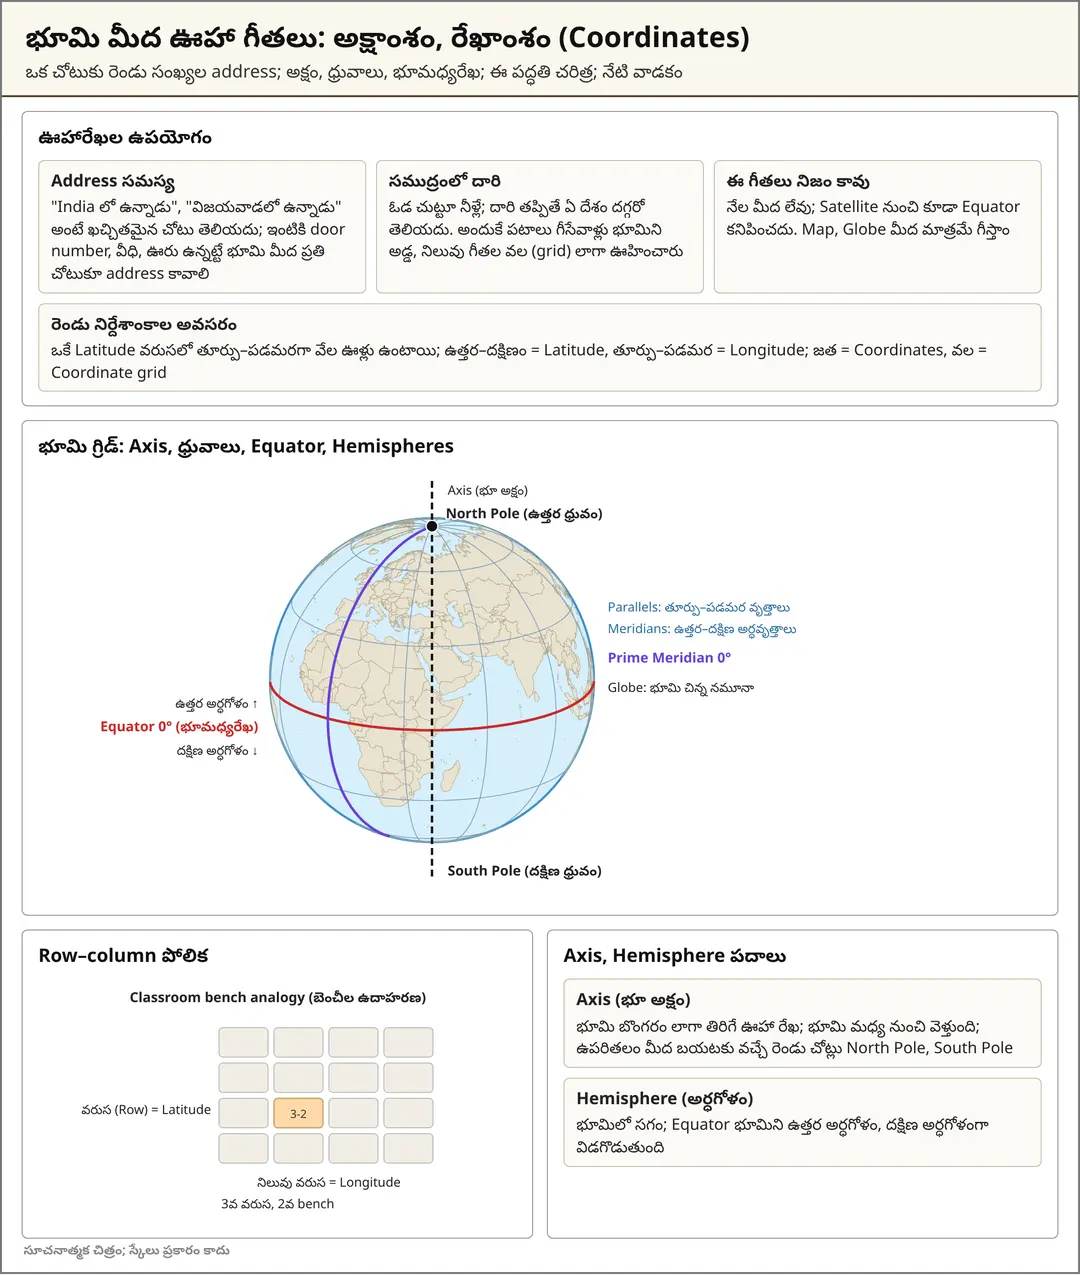 భూమి మీద ఊహా గీతలు: అక్షాంశం, రేఖాంశం (Coordinates)
ఒక చోటుకు రెండు సంఖ్యల address; అక్షం, ధ్రువాలు, భూమధ్యరేఖ; ఈ పద్ధతి చరిత్ర; నేటి వాడకం
ఊహారేఖల ఉపయోగం
Address సమస్య
"India లో ఉన్నాడు", "విజయవాడలో ఉన్నాడు"
అంటే ఖచ్చితమైన చోటు తెలియదు; ఇంటికి door
number, వీధి, ఊరు ఉన్నట్టే భూమి మీద ప్రతి
చోటుకూ address కావాలి
సముద్రంలో దారి
ఓడ చుట్టూ నీళ్లే; దారి తప్పితే ఏ దేశం దగ్గరో
తెలియదు. అందుకే పటాలు గీసేవాళ్లు భూమిని
అడ్డ, నిలువు గీతల వల (grid) లాగా ఊహించారు
ఈ గీతలు నిజం కావు
నేల మీద లేవు; Satellite నుంచి కూడా Equator
కనిపించదు. Map, Globe మీద మాత్రమే గీస్తాం
రెండు నిర్దేశాంకాల అవసరం
ఒకే Latitude వరుసలో తూర్పు–పడమరగా వేల ఊళ్లు ఉంటాయి; ఉత్తర–దక్షిణం = Latitude, తూర్పు–పడమర = Longitude; జత = Coordinates, వల =
Coordinate grid
భూమి గ్రిడ్: Axis, ధ్రువాలు, Equator, Hemispheres
Axis (భూ అక్షం)
North Pole (ఉత్తర ధ్రువం)
Parallels: తూర్పు–పడమర వృత్తాలు
Meridians: ఉత్తర–దక్షిణ అర్ధవృత్తాలు
Prime Meridian 0°
Globe: భూమి చిన్న నమూనా
ఉత్తర అర్ధగోళం ↑
Equator 0° (భూమధ్యరేఖ)
దక్షిణ అర్ధగోళం ↓
South Pole (దక్షిణ ధ్రువం)
Row–column పోలిక
Classroom bench analogy (బెంచీల ఉదాహరణ)
వరుస (Row) = Latitude
3-2
నిలువు వరుస = Longitude
3వ వరుస, 2వ bench
Axis, Hemisphere పదాలు
Axis (భూ అక్షం)
భూమి బొంగరం లాగా తిరిగే ఊహా రేఖ; భూమి మధ్య నుంచి వెళ్తుంది;
ఉపరితలం మీద బయటకు వచ్చే రెండు చోట్లు North Pole, South Pole
Hemisphere (అర్ధగోళం)
భూమిలో సగం; Equator భూమిని ఉత్తర అర్ధగోళం, దక్షిణ అర్ధగోళంగా
విడగొడుతుంది
సూచనాత్మక చిత్రం; స్కేలు ప్రకారం కాదు